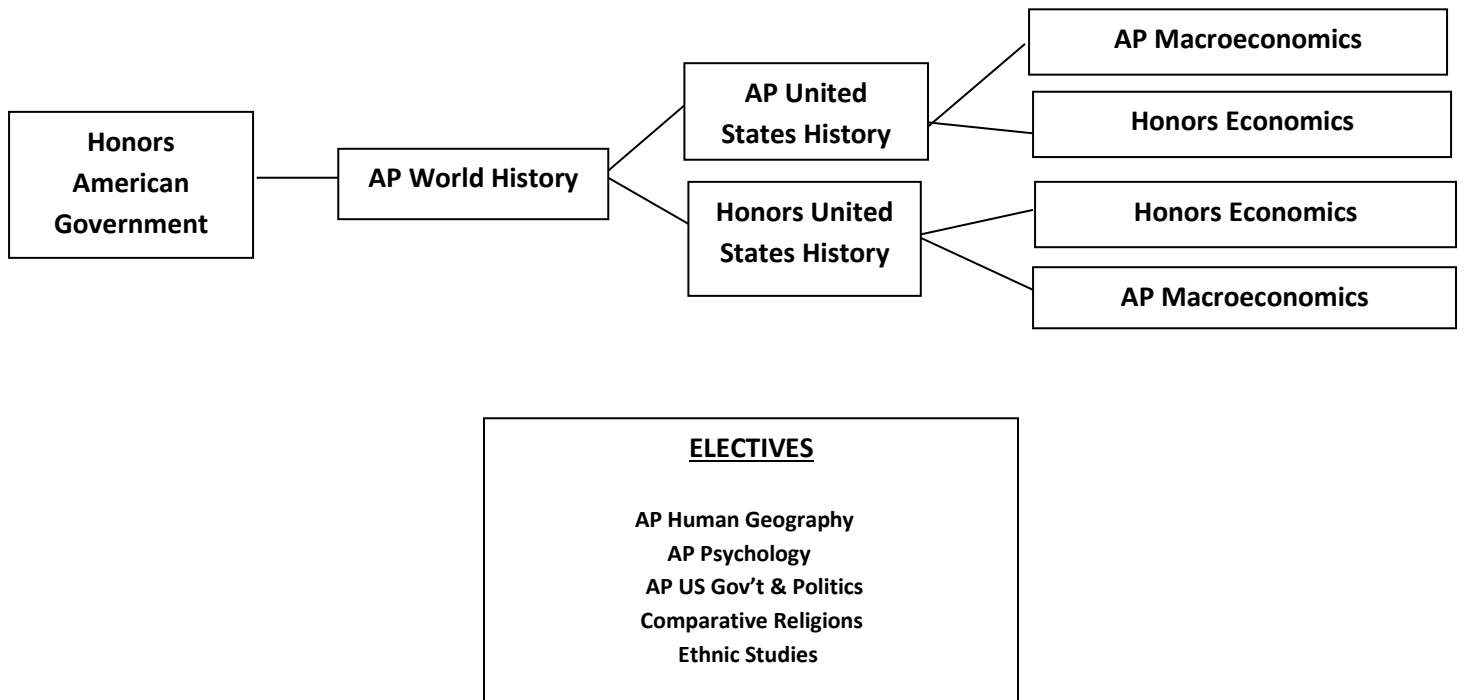 Honors
American
Government
AP World History
AP United
States History
Honors United
States History
AP Macroeconomics
Honors Economics
Honors Economics
AP Macroeconomics
ELECTIVES
AP Human Geography
AP Psychology
AP US Gov’t & Politics
Comparative Religions
Ethnic Studies